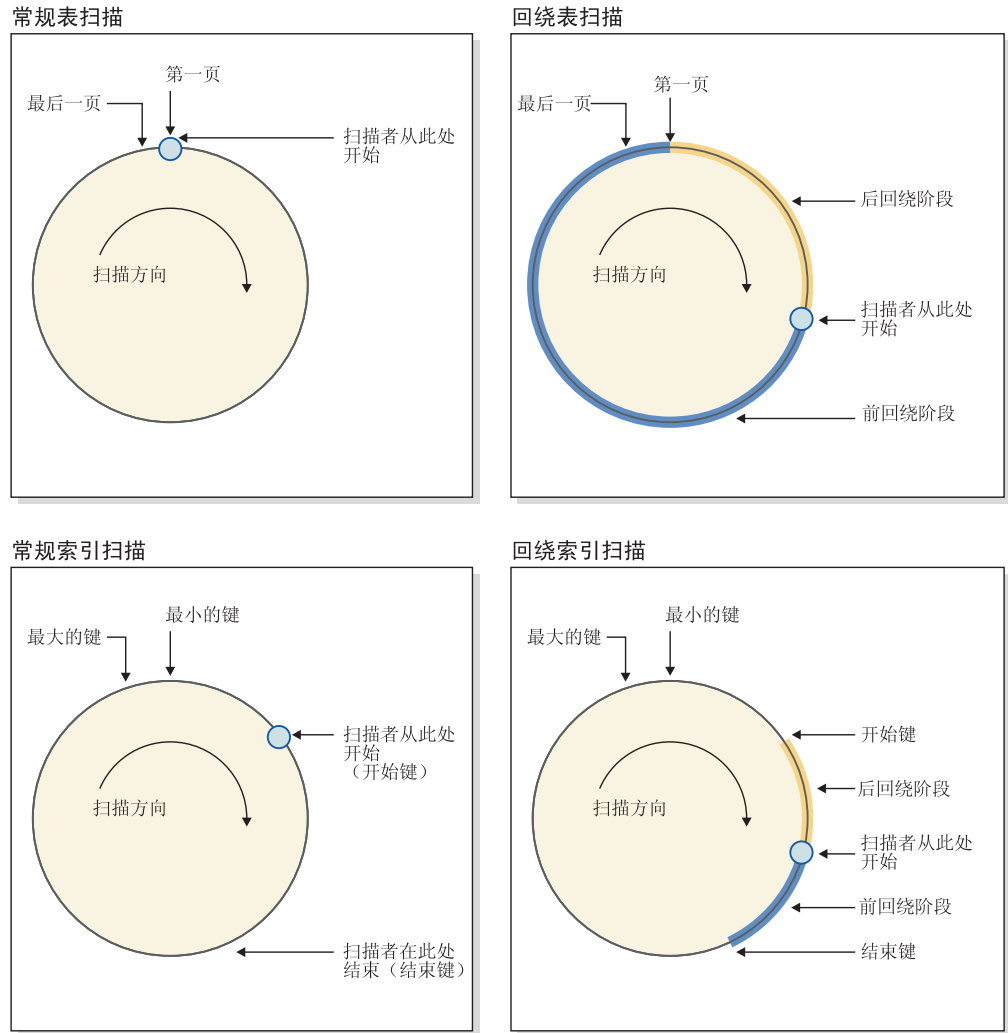 常规表扫描
第一页
最后一页
扫描者从此处
开始
扫描方向
回绕表扫描
第一页
最后一页
后回绕阶段
扫描方向
扫描者从此处
开始
前回绕阶段
常规索引扫描
最小的键
最大的键
扫描者从此处
开始
（开始键）
扫描方向
扫描者在此处
结束（结束键）
回绕索引扫描
最小的键
最大的键
开始键
后回绕阶段
扫描方向
扫描者从此处
开始
前回绕阶段
结束键